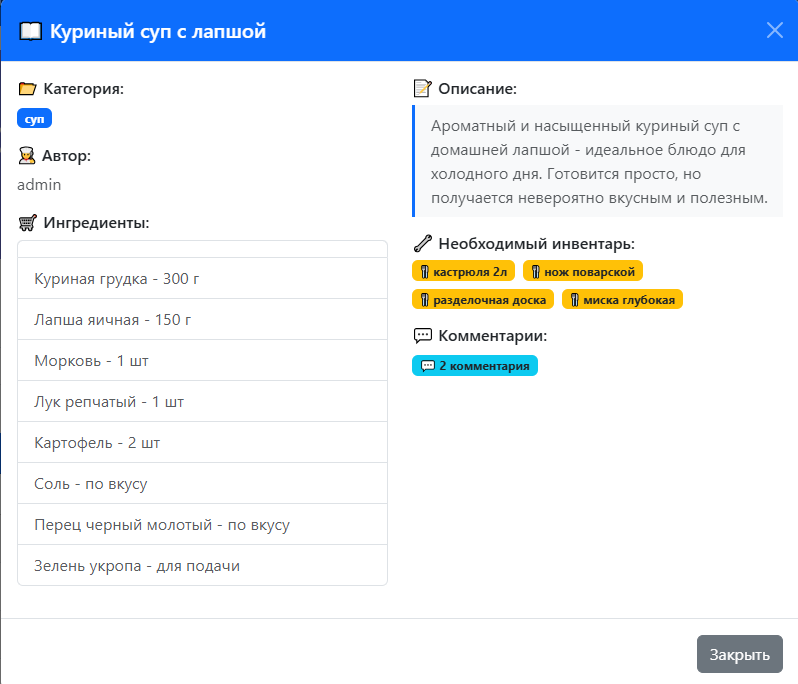 Куриный суп с лапшой
Категория:
суп
Автор:
admin
Ингредиенты:
Куриная грудка - 300 г
Лапша яичная - 150 г
Морковь - 1 шт
Лук репчатый - 1 шт
Картофель - 2 шт
Соль - по вкусу
Перец черный молотый - по вкусу
Зелень укропа - для подачи
Описание:
Ароматный и насыщенный куриный суп с
домашней лапшой - идеальное блюдо для
холодного дня. Готовится просто, но
получается невероятно вкусным и полезным.
Необходимый инвентарь:
кастрюля 2л нож поварской
разделочная доска миска глубокая
Комментарии:
2 комментария
Закрыть